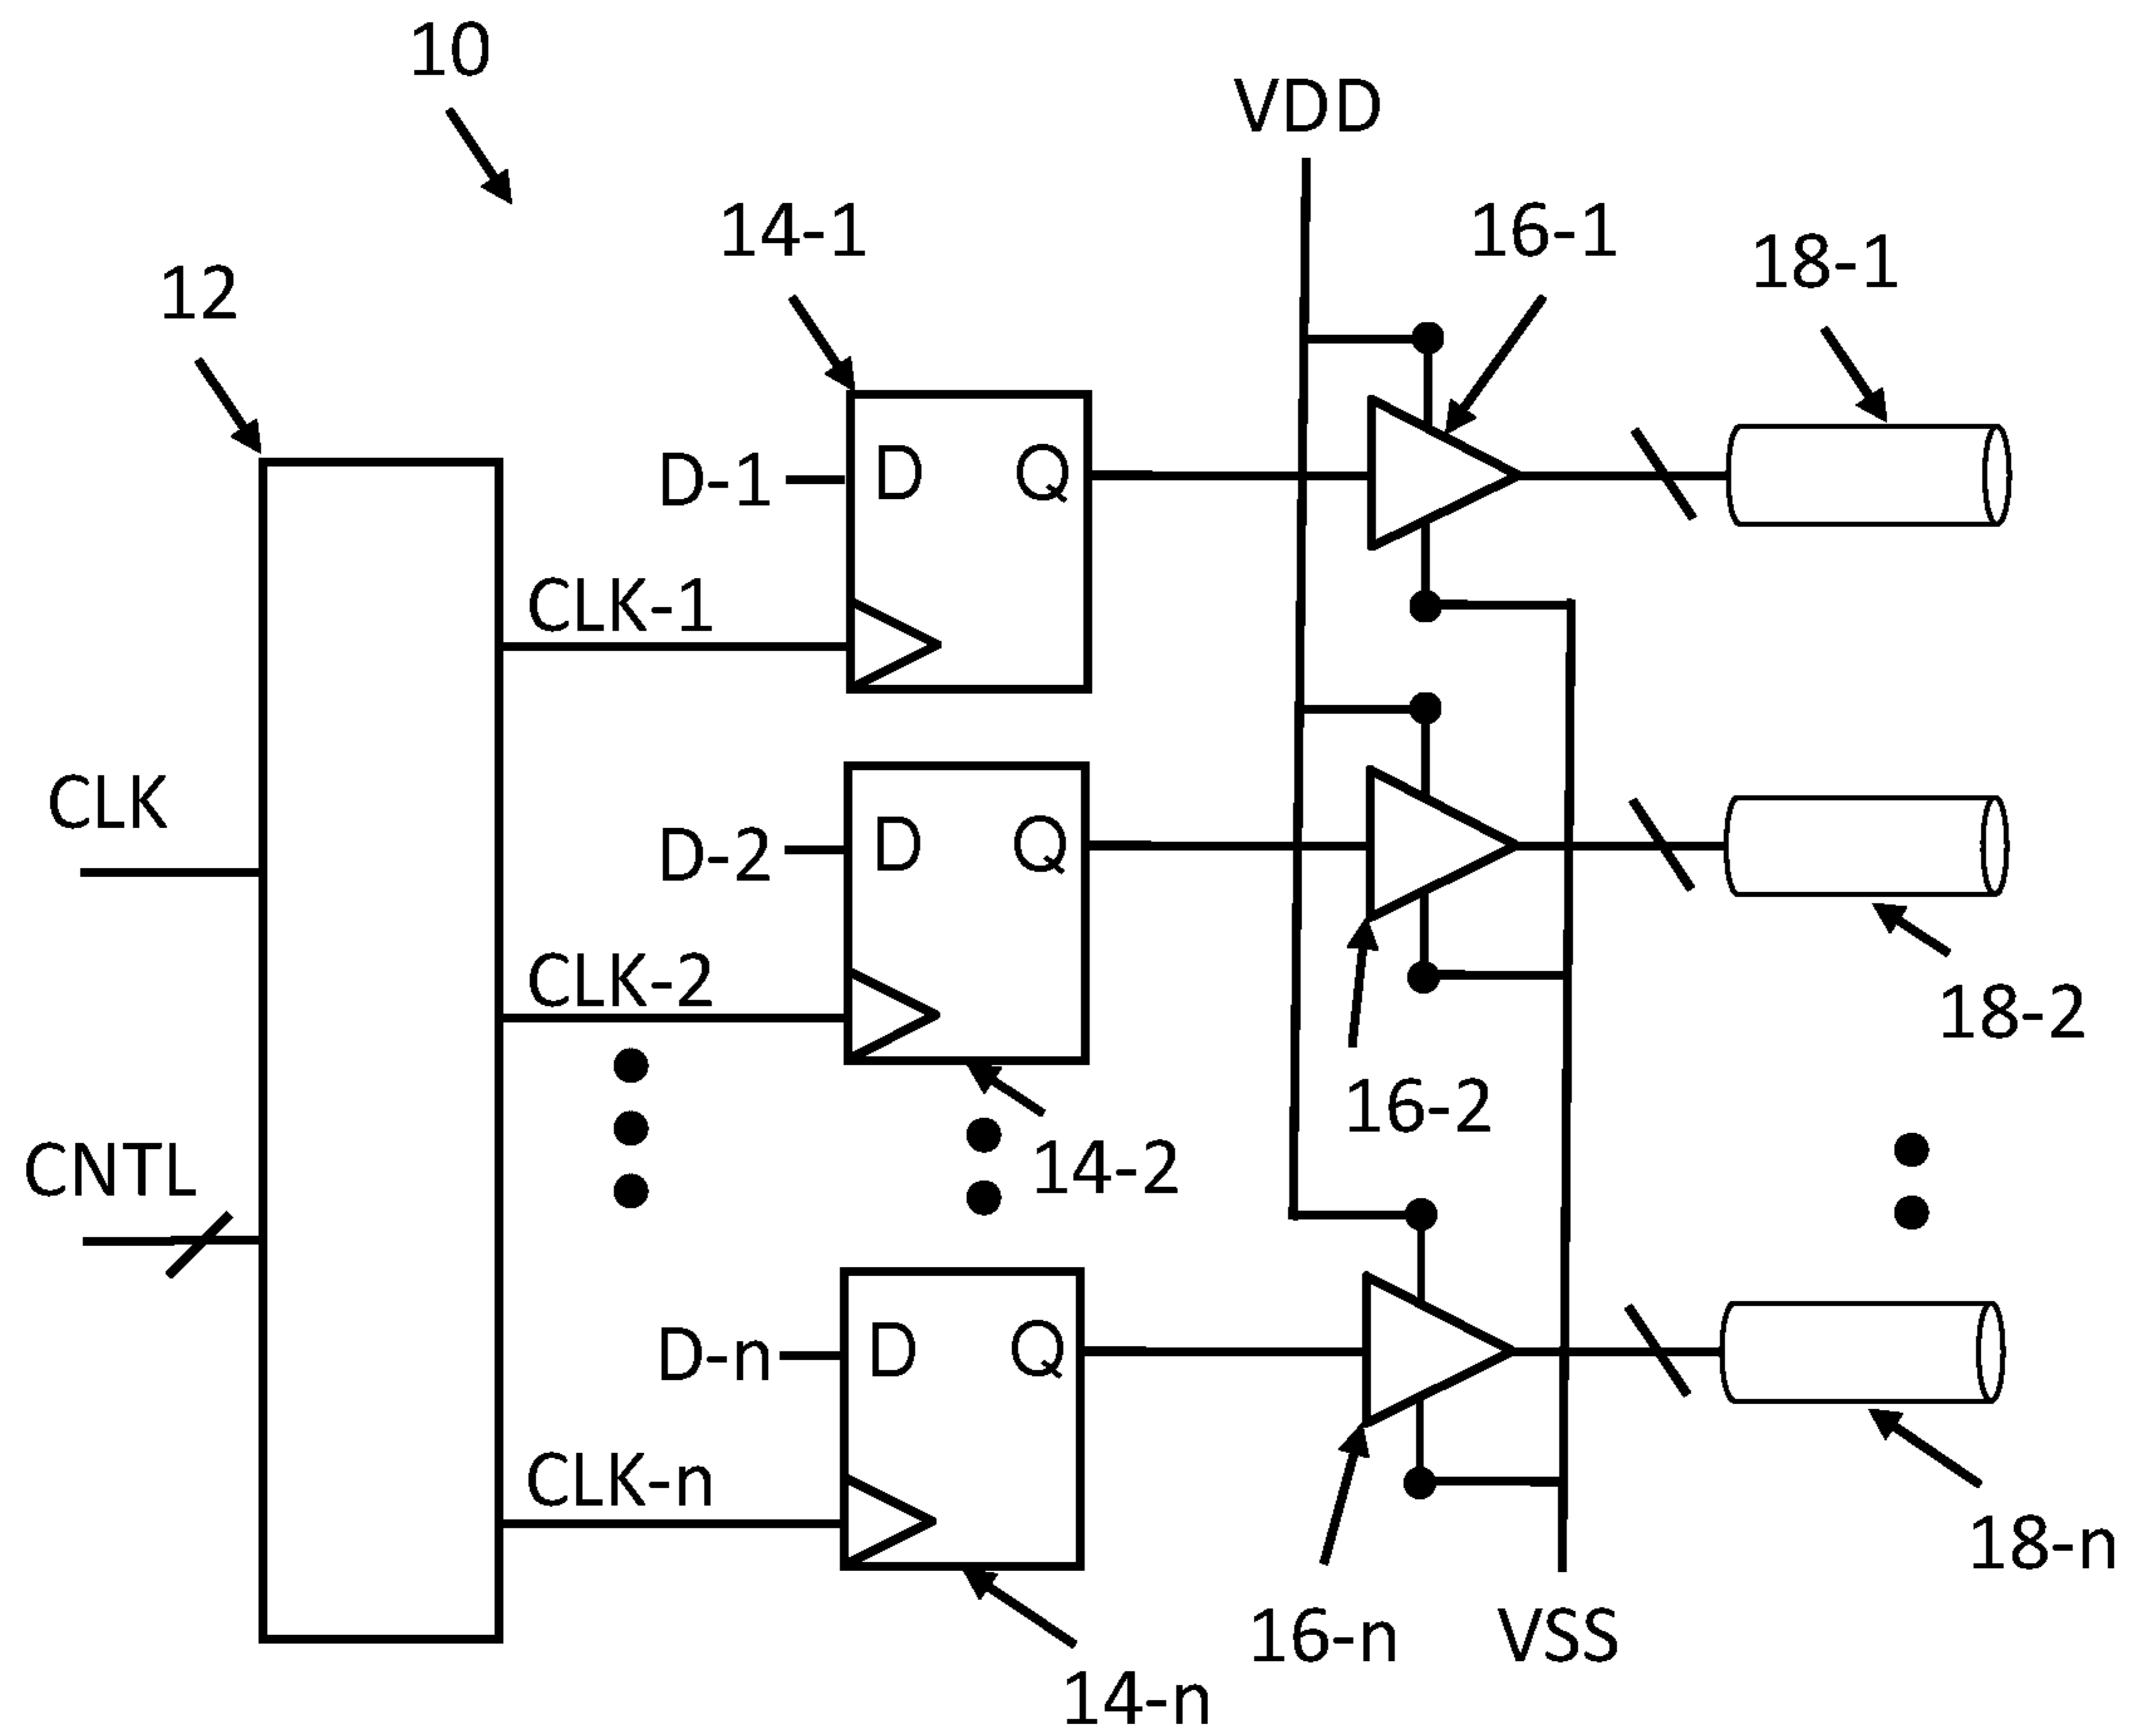 10
VDD
14-1
16-1
18-1
12
D-1
D
Q
CLK-1
CLK
D-2
D
Q
CLK-2
18-2
16-2
14-2
CNTL
D-n
D
Q
CLK-n
18-n
16-n
VSS
14-n